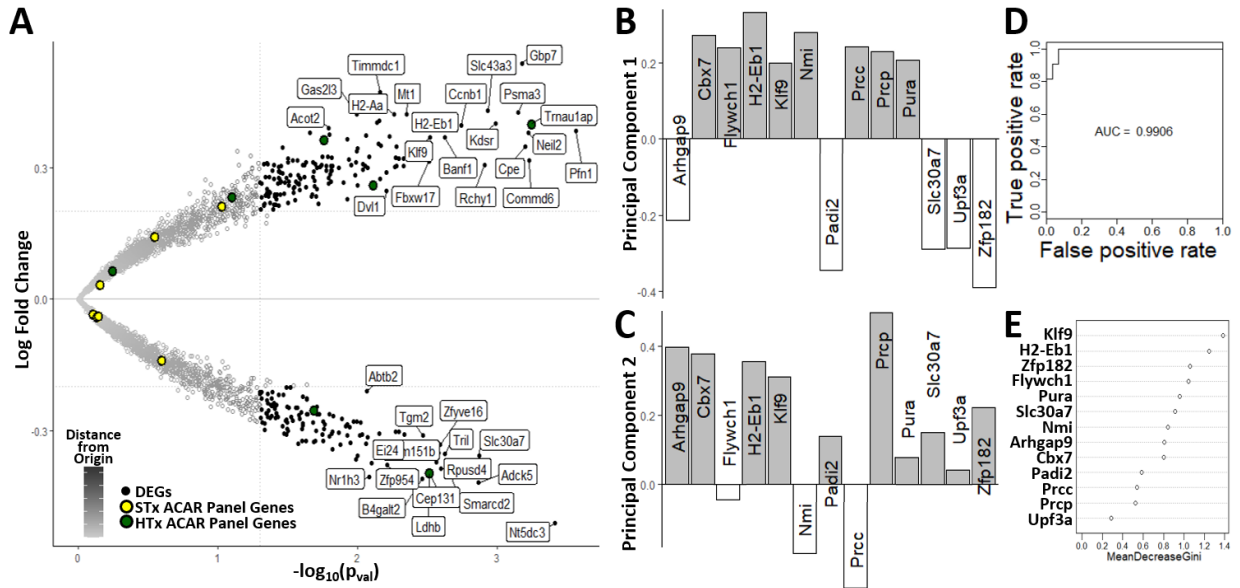 A
Log Fold Change
0.3
0.0
-0.3
0
1
2
3
-log10(pval)
Gbp7
Slc43a3
Timmdc1
Gas2l3
Mt1
Ccnb1
Psma3
H2-Aa
Trnau1ap
Acot2
H2-Eb1
Kdsr
Neil2
Klf9
Banf1
Cpe
Pfn1
Dvl1
Fbxw17
Rchy1
Commd6
Abtb2
Tgm2
Zfyve16
Ei24
m151b
Tril
Slc30a7
Nr1h3
Zfp954
Rpusd4
Adck5
B4galt2
Cep131
Smarcd2
Ldhb
Nt5dc3
Distance
from
Origin
DEGs
STx ACAR Panel Genes
HTx ACAR Panel Genes
B
Principal Component 1
0.2
0.0
-0.2
-0.4
Arhgap9
Cbx7
Flywch1
H2-Eb1
Klf9
Nmi
Padi2
Prcc
Prcp
Pura
Slc30a7
Upf3a
Zfp182
C
Principal Component 2
0.4
0.2
0.0
-0.2
Arhgap9
Cbx7
Flywch1
H2-Eb1
Klf9
Nmi
Padi2
Prcc
Prcp
Pura
Slc30a7
Upf3a
Zfp182
D
True positive rate
0.0 0.2 0.4 0.6 0.8 1.0
AUC = 0.9906
0.0 0.2 0.4 0.6 0.8 1.0
False positive rate
E
Klf9
H2-Eb1
Zfp182
Flywch1
Pura
Slc30a7
Nmi
Arhgap9
Cbx7
Padi2
Prcc
Prcp
Upf3a
0.0 0.2 0.4 0.6 0.8 1.0 1.2 1.4
MeanDecreaseGini